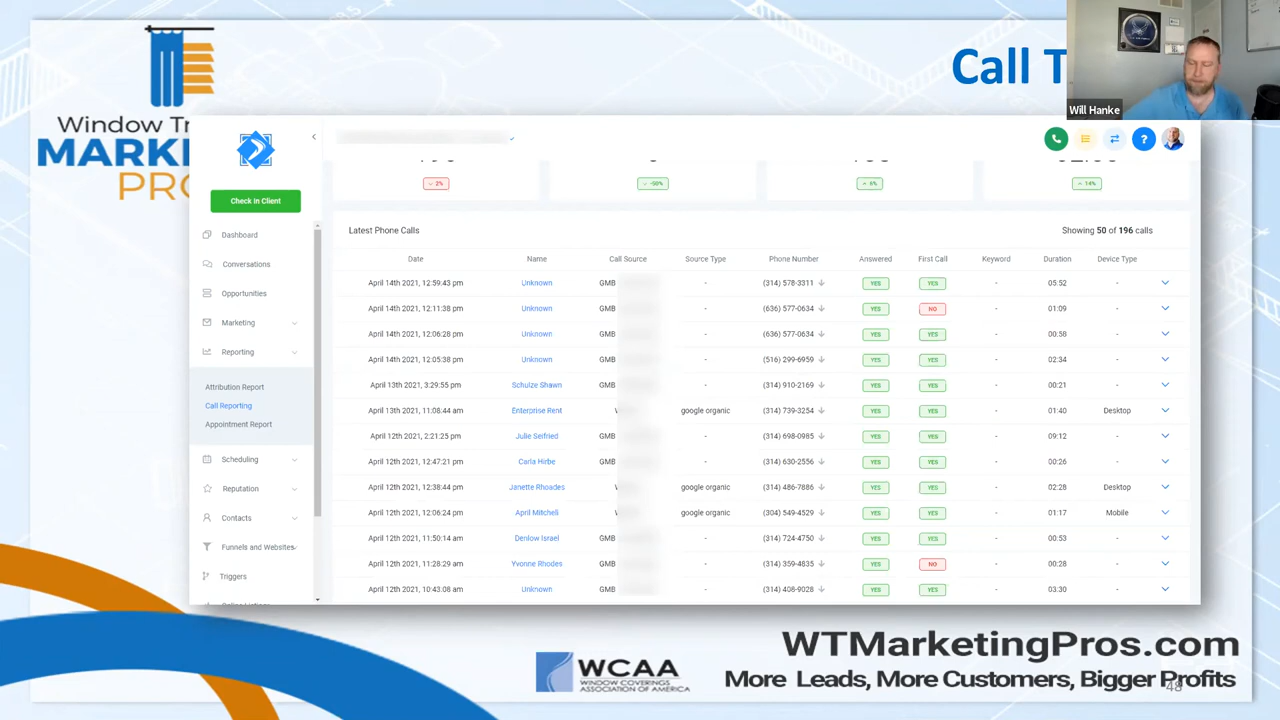 Call T
Will Hanke
Window Tr
MARKE
PRO
Check in Client
Dashboard
Conversations
Opportunities
Marketing
Reporting
Attribution Report
Call Reporting
Appointment Report
Scheduling
Reputation
Contacts
Funnels and Websites
Triggers
2%
-50%
6%
14%
Latest Phone Calls
Showing 50 of 196 calls
Date Name Call Source Source Type Phone Number Answered First Call Keyword Duration Device Type
April 14th 2021, 12:59:43 pm Unknown GMB - (314) 578-3311 YES YES - 05:52 -
April 14th 2021, 12:11:38 pm Unknown GMB - (636) 577-0634 YES NO - 01:09 -
April 14th 2021, 12:06:28 pm Unknown GMB - (636) 577-0634 YES YES - 00:58 -
April 14th 2021, 12:05:38 pm Unknown GMB - (516) 299-6959 YES YES - 02:34 -
April 13th 2021, 3:29:55 pm Schulze Shawn GMB - (314) 910-2169 YES YES - 00:21 -
April 13th 2021, 11:08:44 am Enterprise Rent google organic (314) 739-3254 YES YES - 01:40 Desktop
April 12th 2021, 2:21:25 pm Julie Serfried GMB - (314) 698-0985 YES YES - 09:12 -
April 12th 2021, 12:47:21 pm Carla Hirbe GMB - (314) 630-2556 YES YES - 00:26 -
April 12th 2021, 12:38:44 pm Janette Rhoades google organic (314) 486-7886 YES YES - 02:28 Desktop
April 12th 2021, 12:06:24 pm April Mitchell google organic (304) 549-4529 YES YES - 01:17 Mobile
April 12th 2021, 11:50:14 am Denlow Israel GMB - (314) 724-4750 YES YES - 00:53 -
April 12th 2021, 11:28:29 am Yvonne Rhodes GMB - (314) 359-4835 YES NO - 00:28 -
April 12th 2021, 10:43:08 am Unknown GMB - (314) 408-9028 YES YES - 03:30 -
WCAA
WINDOW COVERINGS
ASSOCIATION OF AMERICA
WTMarketingPros.com
More Leads, More Customers, Bigger Profits
48